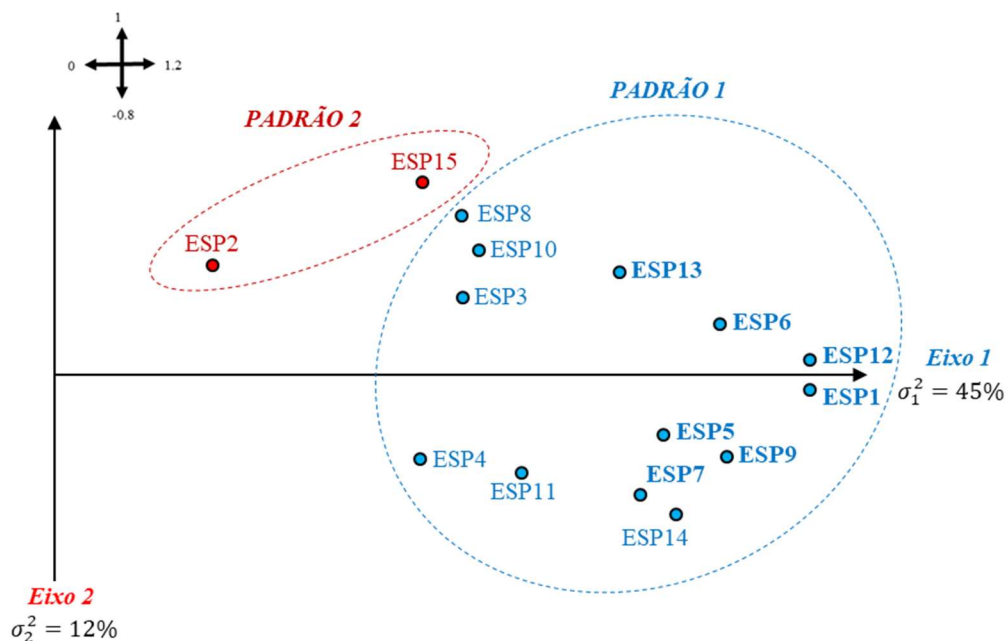 1
0
1.2
-0.8
PADRÃO 1
PADRÃO 2
ESP15
ESP8
ESP2
ESP10
ESP13
ESP3
ESP6
ESP12
Eixo 1
ESP1
σ₁² = 45%
ESP5
ESP4
ESP9
ESP7
ESP11
ESP14
Eixo 2
σ₂² = 12%